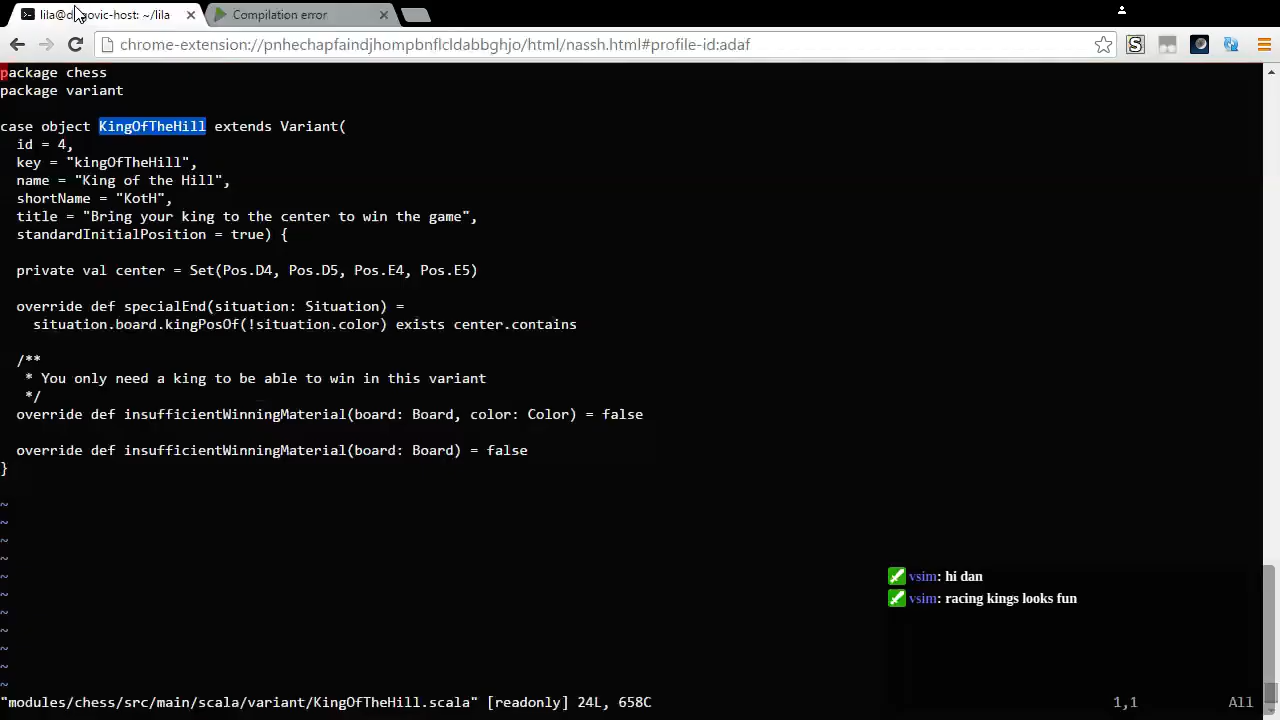 lila@d govic-host: ~/lila
Compilation error
chrome-extension://pnhechapfaindjhompbnflcldabbghjo/html/nassh.html#profile-id:adaf
package chess
package variant
case object KingOfTheHill extends Variant(
id = 4,
key = "kingOfTheHill",
name = "King of the Hill",
shortName = "KotH",
title = "Bring your king to the center to win the game",
standardInitialPosition = true) {
private val center = Set(Pos.D4, Pos.D5, Pos.E4, Pos.E5)
override def specialEnd(situation: Situation) =
situation.board.kingPosOf(!situation.color) exists center.contains
/**
* You only need a king to be able to win in this variant
*/
override def insufficientWinningMaterial(board: Board, color: Color) = false
override def insufficientWinningMaterial(board: Board) = false
}
~
~
~
~
~
~
~
~
~
~
~
vsim: hi dan
vsim: racing kings looks fun
"modules/chess/src/main/scala/variant/KingOfTheHill.scala" [readonly] 24L, 658C
1,1
All